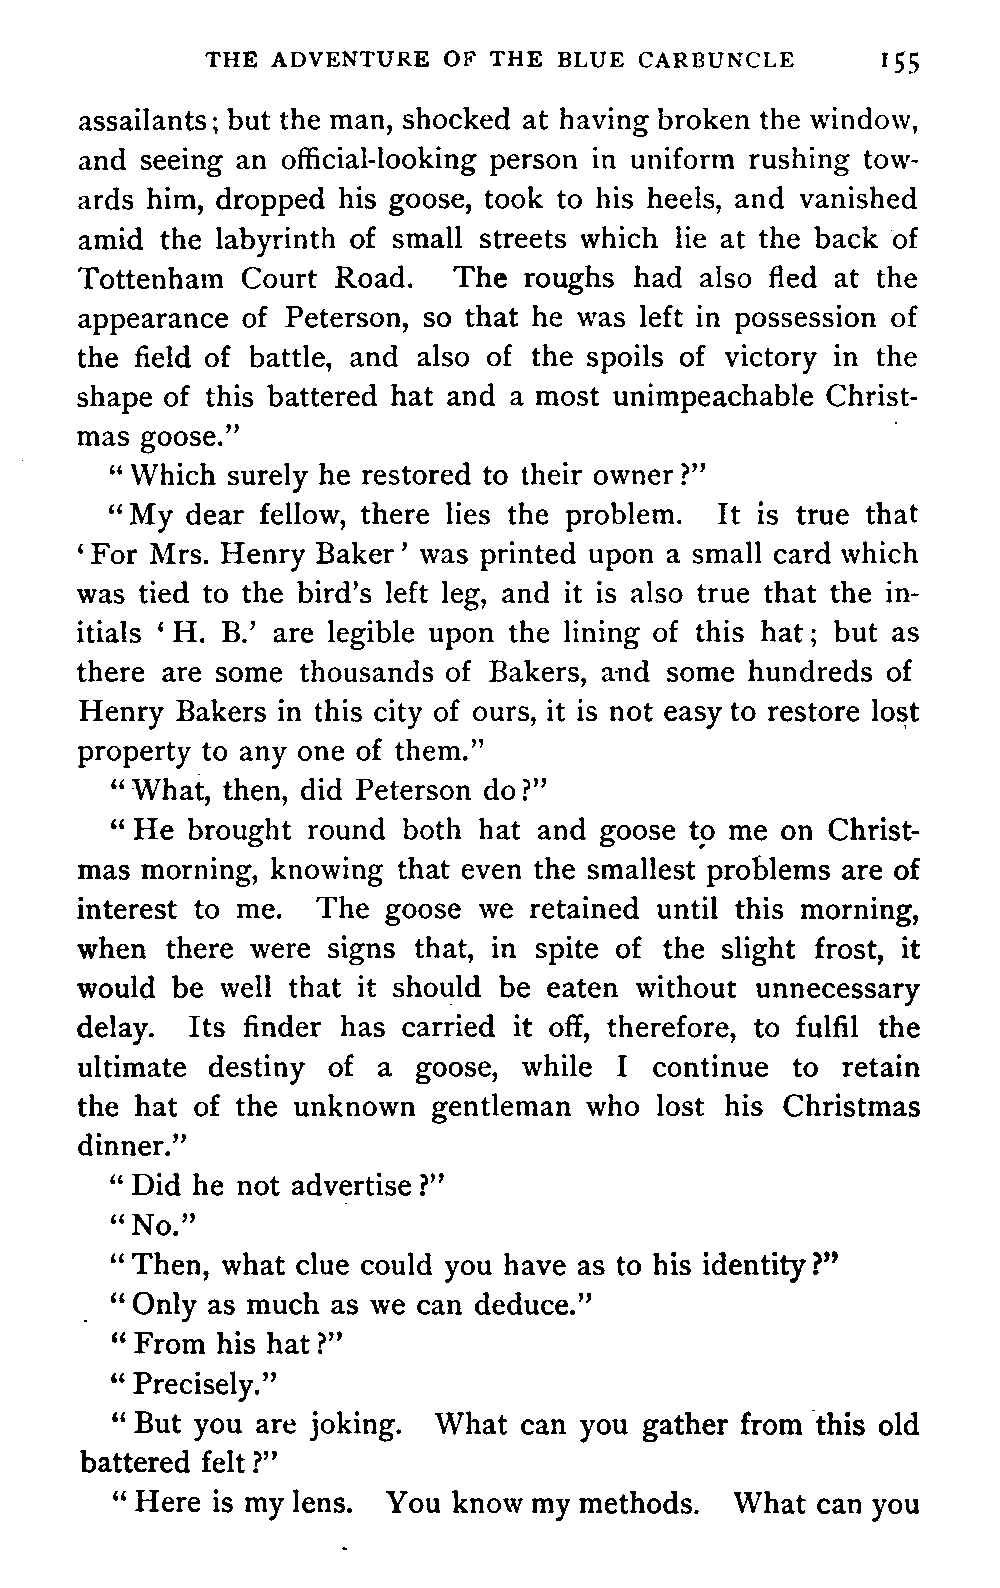 THE ADVENTURE OF THE BLUE CARBUNCLE 155
assailants; but the man, shocked at having broken the window,
and seeing an official-looking person in uniform rushing tow-
ards him, dropped his goose, took to his heels, and vanished
amid the labyrinth of small streets which lie at the back of
Tottenham Court Road. The roughs had also fled at the
appearance of Peterson, so that he was left in possession of
the field of battle, and also of the spoils of victory in the
shape of this battered hat and a most unimpeachable Christ-
mas goose."
"Which surely he restored to their owner?"
"My dear fellow, there lies the problem. It is true that
'For Mrs. Henry Baker' was printed upon a small card which
was tied to the bird's left leg, and it is also true that the in-
itials 'H. B.' are legible upon the lining of this hat; but as
there are some thousands of Bakers, and some hundreds of
Henry Bakers in this city of ours, it is not easy to restore lost
property to any one of them."
"What, then, did Peterson do?"
"He brought round both hat and goose to me on Christ-
mas morning, knowing that even the smallest problems are of
interest to me. The goose we retained until this morning,
when there were signs that, in spite of the slight frost, it
would be well that it should be eaten without unnecessary
delay. Its finder has carried it off, therefore, to fulfil the
ultimate destiny of a goose, while I continue to retain
the hat of the unknown gentleman who lost his Christmas
dinner."
"Did he not advertise?"
"No."
"Then, what clue could you have as to his identity?"
"Only as much as we can deduce."
"From his hat?"
"Precisely."
"But you are joking. What can you gather from this old
battered felt?"
"Here is my lens. You know my methods. What can you